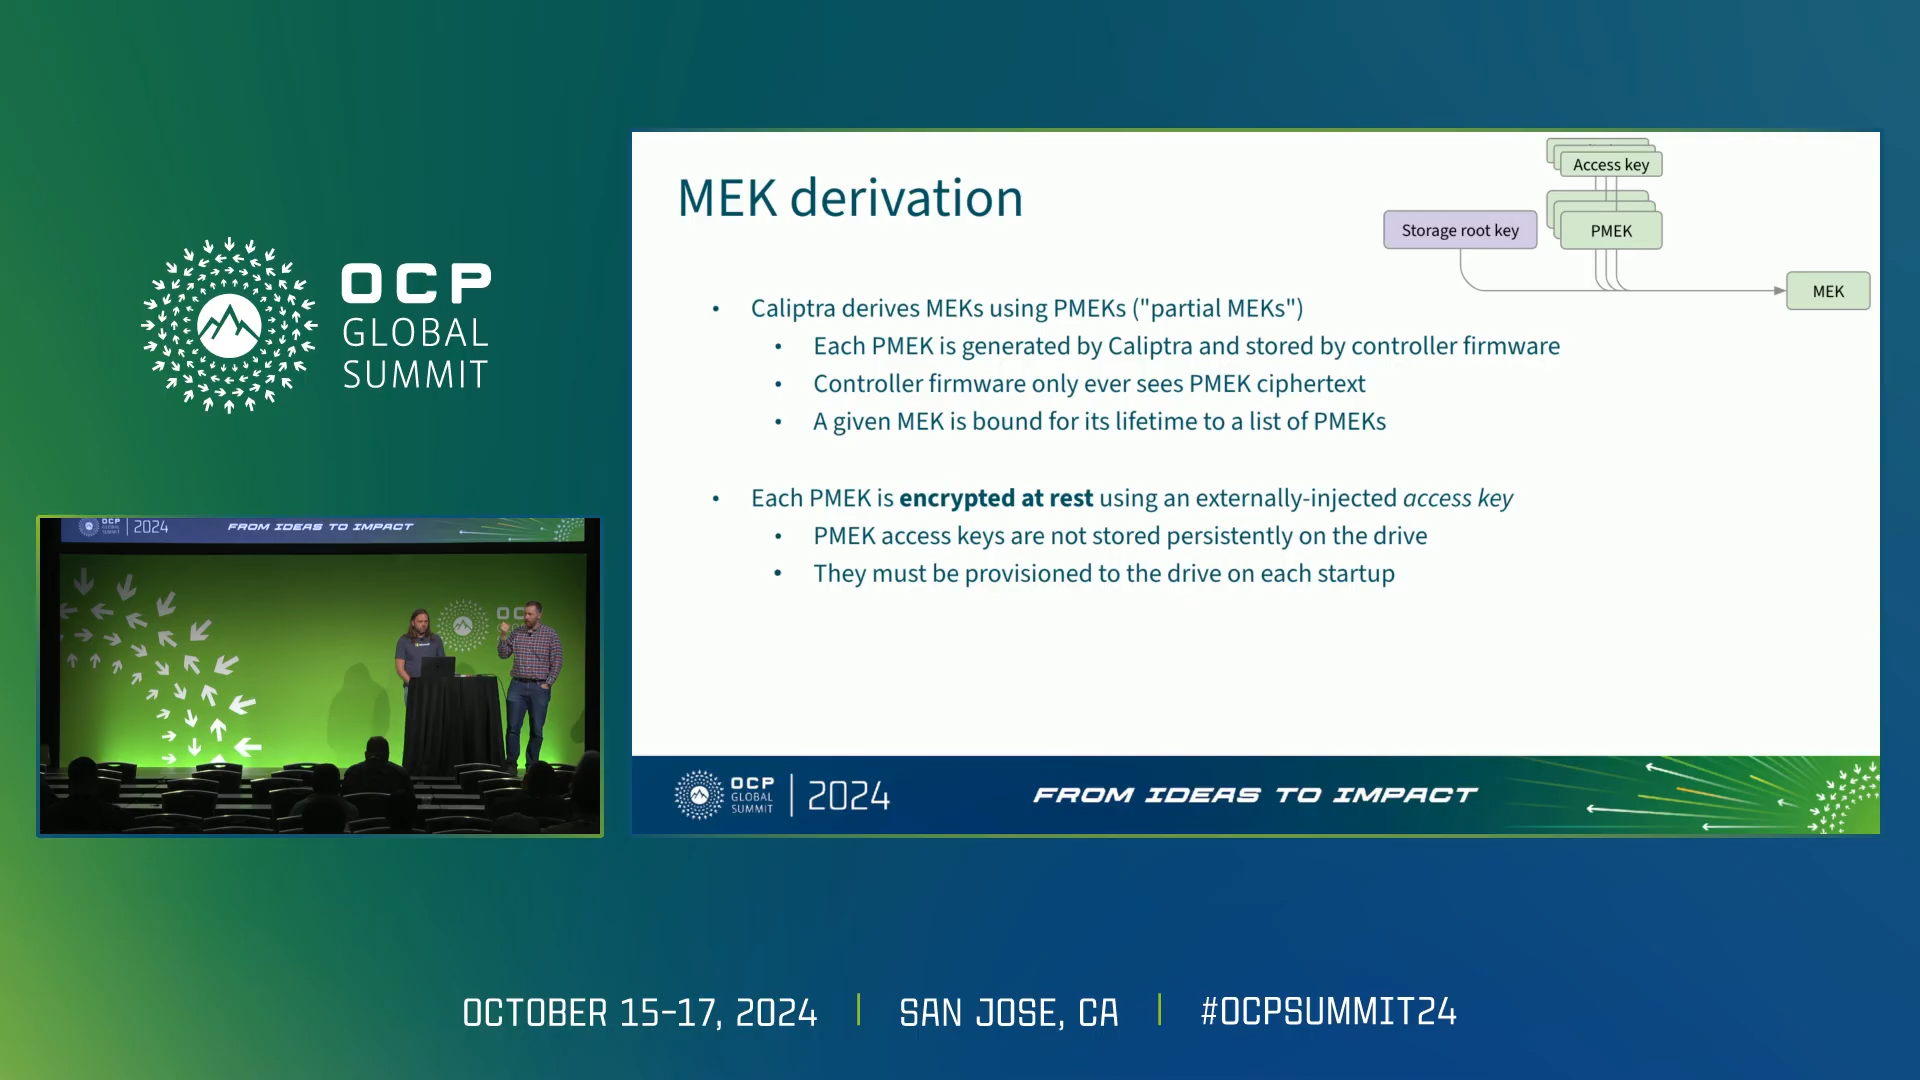 OCP
GLOBAL
SUMMIT
OCP
GLOBAL
SUMMIT
2024
FROM IDEAS TO IMPACT
MEK derivation
Access key
Storage root key
PMEK
MEK
• Caliptra derives MEKs using PMEKs ("partial MEKs")
• Each PMEK is generated by Caliptra and stored by controller firmware
• Controller firmware only ever sees PMEK ciphertext
• A given MEK is bound for its lifetime to a list of PMEKs
• Each PMEK is encrypted at rest using an externally-injected access key
• PMEK access keys are not stored persistently on the drive
• They must be provisioned to the drive on each startup
OCP
GLOBAL
SUMMIT
2024
FROM IDEAS TO IMPACT
OCTOBER 15-17, 2024 | SAN JOSE, CA | #OCPSUMMIT24